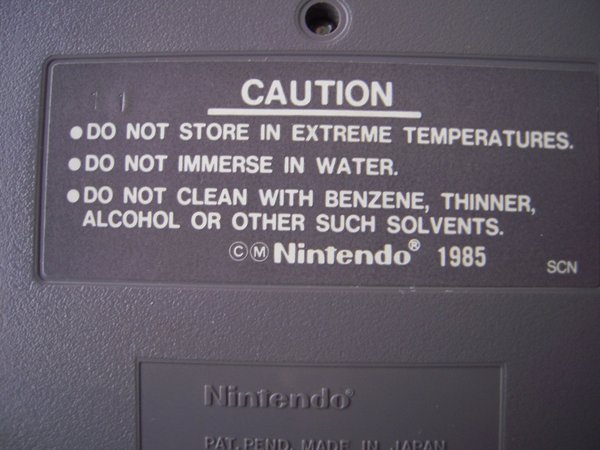 11
CAUTION
●DO NOT STORE IN EXTREME TEMPERATURES.
●DO NOT IMMERSE IN WATER.
●DO NOT CLEAN WITH BENZENE, THINNER,
ALCOHOL OR OTHER SUCH SOLVENTS.
©Ⓜ Nintendo® 1985
SCN
Nintendo®
PAT. PEND. MADE IN JAPAN